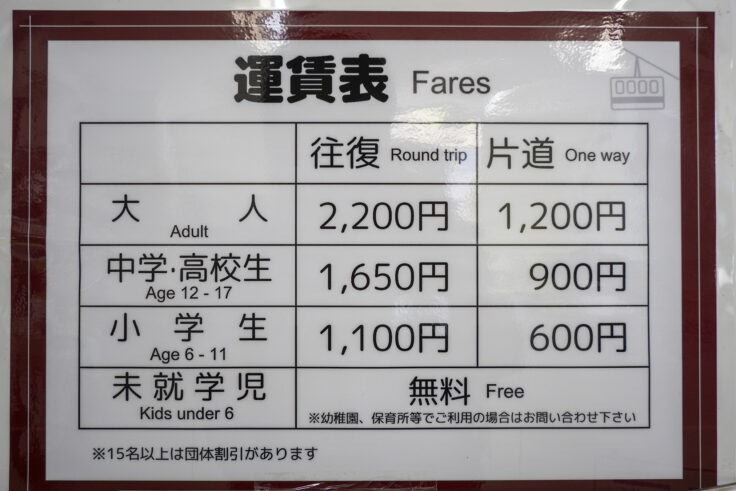 運賃表 Fares
往復 Round trip 片道 One way
大人 2,200円 1,200円
Adult
中学・高校生 1,650円 900円
Age 12 - 17
小学生 1,100円 600円
Age 6 - 11
未就学児 無料 Free
Kids under 6
※幼稚園、保育所等でご利用の場合はお問い合わせ下さい
※15名以上は団体割引があります